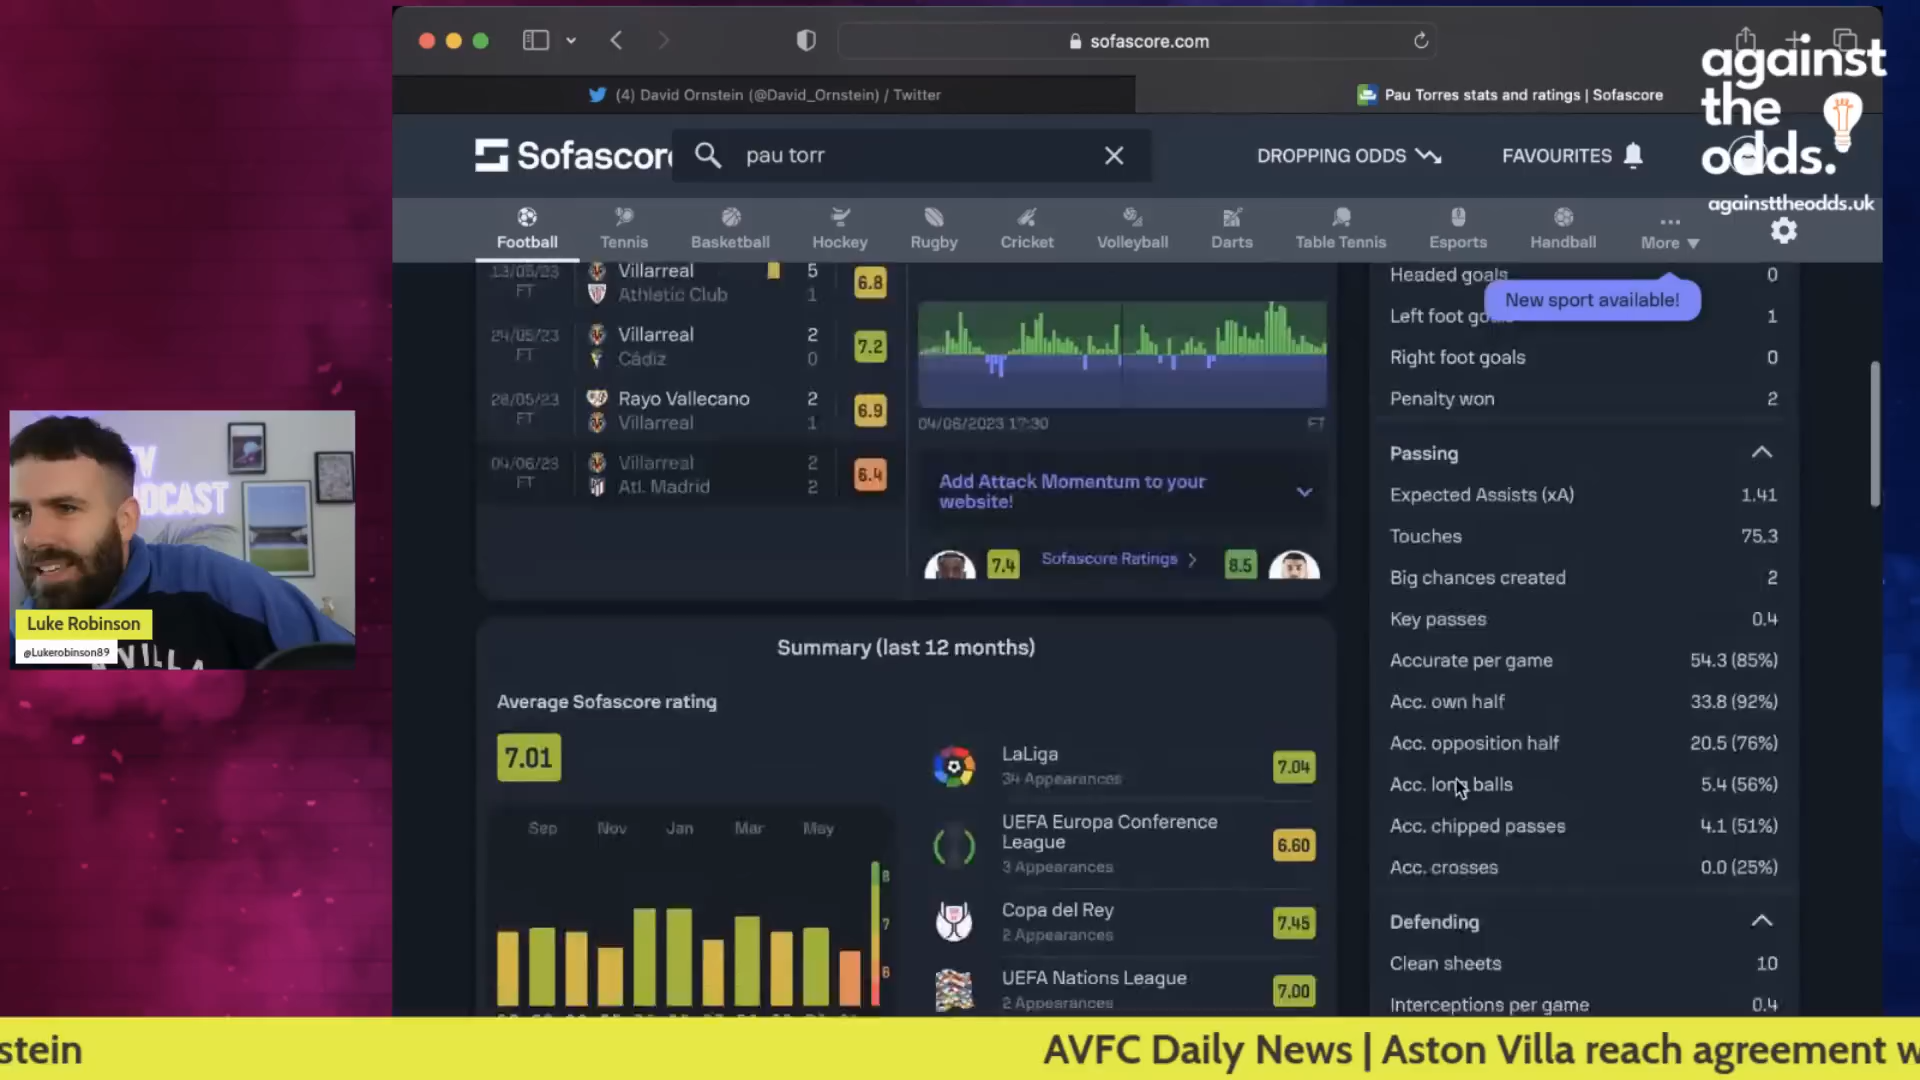 sofascore.com
(4) David Ornstein (@David_Ornstein) / Twitter
Pau Torres stats and ratings | Sofascore
against
the
odds.
againsttheodds.uk
Sofascore
pau torr
DROPPING ODDS
FAVOURITES
Football
Tennis
Basketball
Hockey
Rugby
Cricket
Volleyball
Darts
Table Tennis
Esports
Handball
More
New sport available!
13/05/23
FT
Villarreal 5
Athletic Club 1
6.8
24/05/23
FT
Villarreal 2
Cádiz 0
7.2
28/05/23
FT
Rayo Vallecano 2
Villarreal 1
6.9
04/06/23
FT
Villarreal 2
Atl. Madrid 2
6.4
04/06/2023 17:30
FT
Add Attack Momentum to your
website!
7.4
Sofascore Ratings
8.5
Summary (last 12 months)
Average Sofascore rating
7.01
Sep
Nov
Jan
Mar
May
8
7
6
LaLiga
34 Appearances
7.04
UEFA Europa Conference
League
3 Appearances
6.60
Copa del Rey
2 Appearances
7.45
UEFA Nations League
2 Appearances
7.00
Headed goals 0
Left foot go 1
Right foot goals 0
Penalty won 2
Passing
Expected Assists (xA) 1.41
Touches 75.3
Big chances created 2
Key passes 0.4
Accurate per game 54.3 (85%)
Acc. own half 33.8 (92%)
Acc. opposition half 20.5 (76%)
Acc. long balls 5.4 (56%)
Acc. chipped passes 4.1 (51%)
Acc. crosses 0.0 (25%)
Defending
Clean sheets 10
Interceptions per game 0.4
Luke Robinson
@Lukerobinson89
VILLA
stein
AVFC Daily News | Aston Villa reach agreement w